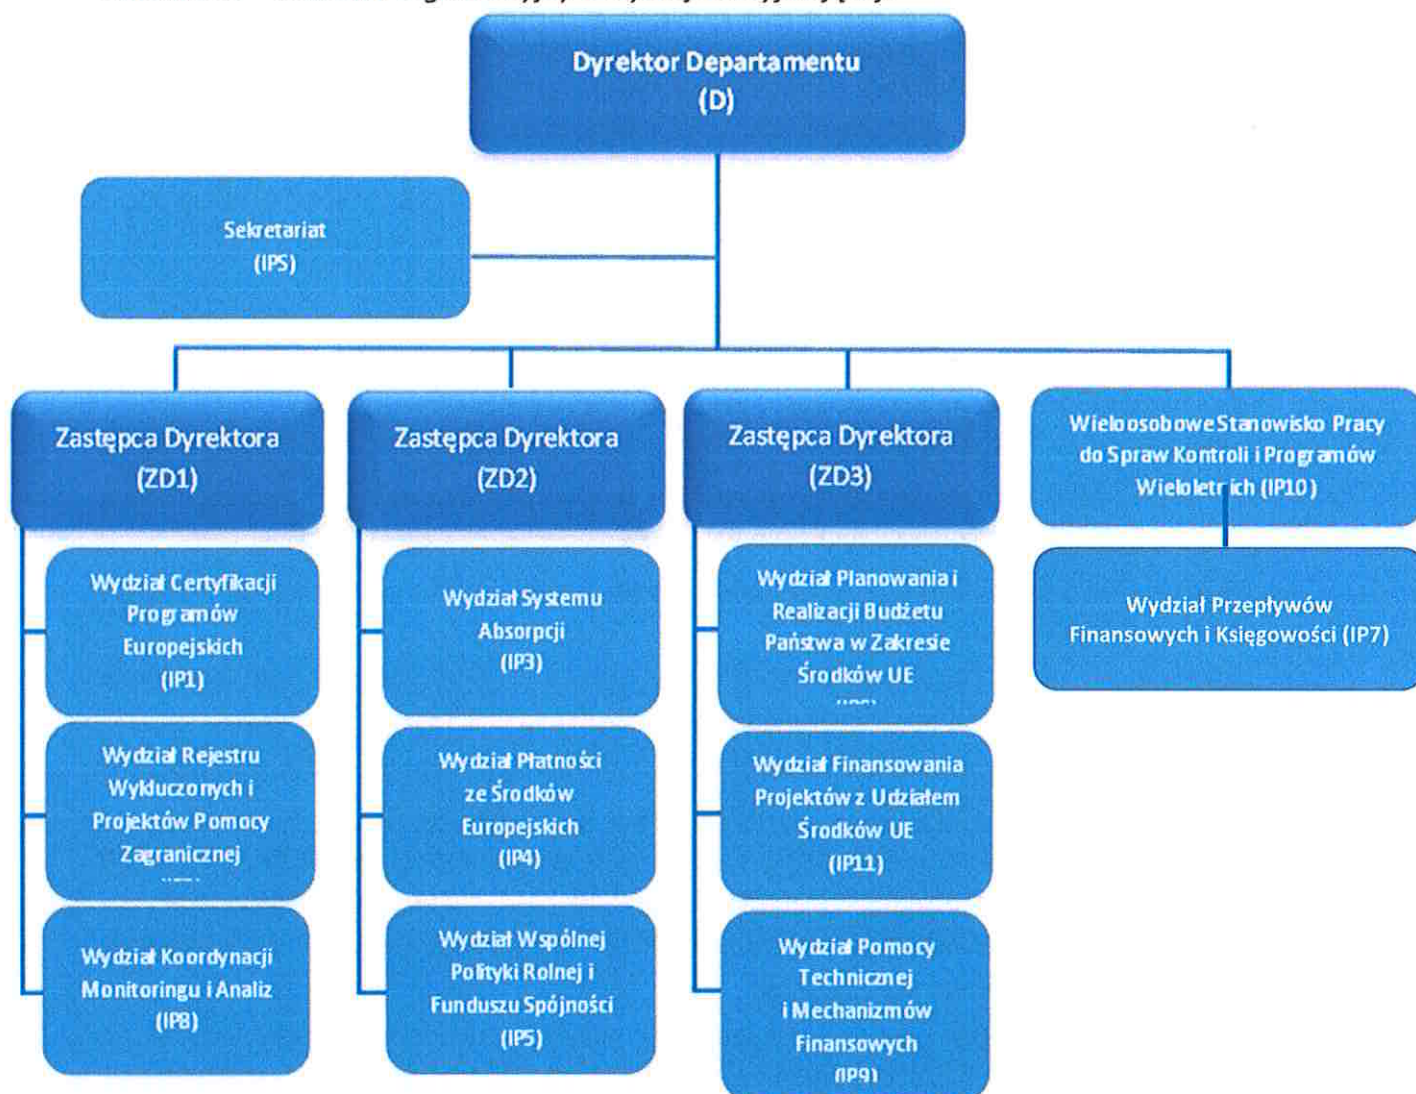 Dyrektor Departamentu
(D)
Sekretariat
(IPS)
Zastępca Dyrektora
(ZD1)
Zastępca Dyrektora
(ZD2)
Zastępca Dyrektora
(ZD3)
Wieloosobowe Stanowisko Pracy
do Spraw Kontroli i Programów
Wieloletnich (IP10)
Wydział Certyfikacji
Programów
Europejskich
(IP1)
Wydział Systemu
Absorpcji
(IP3)
Wydział Planowania i
Realizacji Budżetu
Państwa w Zakresie
Środków UE
Wydział Przepływów
Finansowych i Księgowości (IP7)
Wydział Rejestru
Wykluczonych i
Projektów Pomocy
Zagranicznej
Wydział Płatności
ze Środków
Europejskich
(IP4)
Wydział Finansowania
Projektów z Udziałem
Środków UE
(IP11)
Wydział Koordynacji
Monitoringu i Analiz
(IP8)
Wydział Wspólnej
Polityki Rolnej i
Funduszu Spójności
(IP5)
Wydział Pomocy
Technicznej
i Mechanizmów
Finansowych
(IP9)